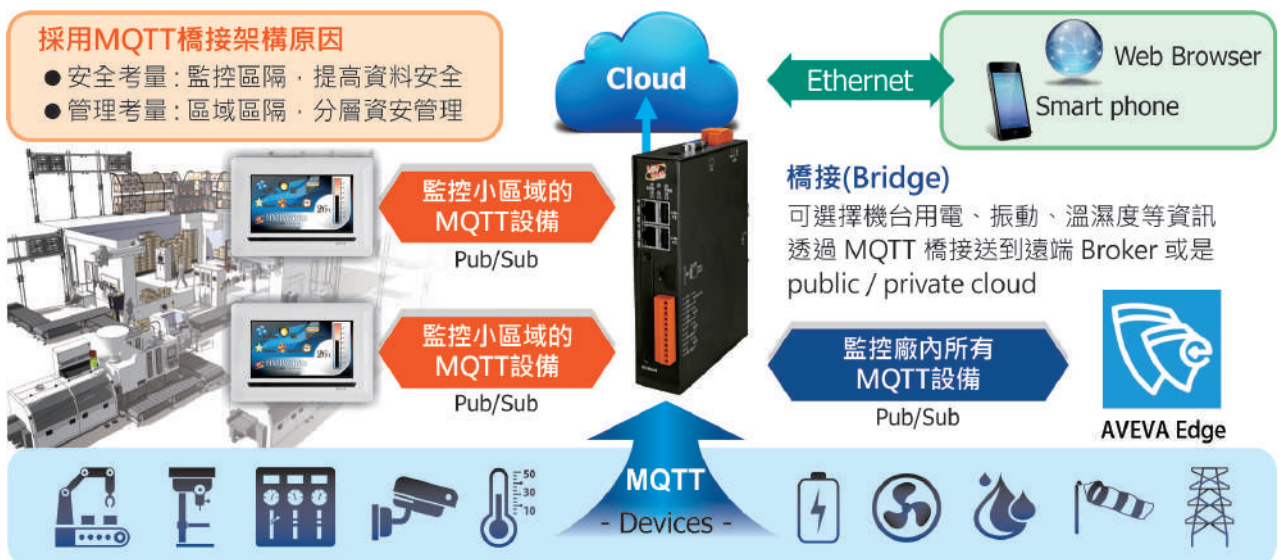 採用MQTT橋接架構原因
● 安全考量:監控區隔,提高資料安全
● 管理考量:區域區隔,分層資安管理
Cloud
Ethernet
Web Browser
Smart phone
監控小區域的
MQTT設備
Pub/Sub
橋接(Bridge)
可選擇機台用電、振動、溫濕度等資訊
透過 MQTT 橋接送到遠端 Broker 或是
public / private cloud
監控小區域的
MQTT設備
Pub/Sub
監控廠內所有
MQTT設備
Pub/Sub
AVEVA Edge
MQTT
- Devices -
50
30
10